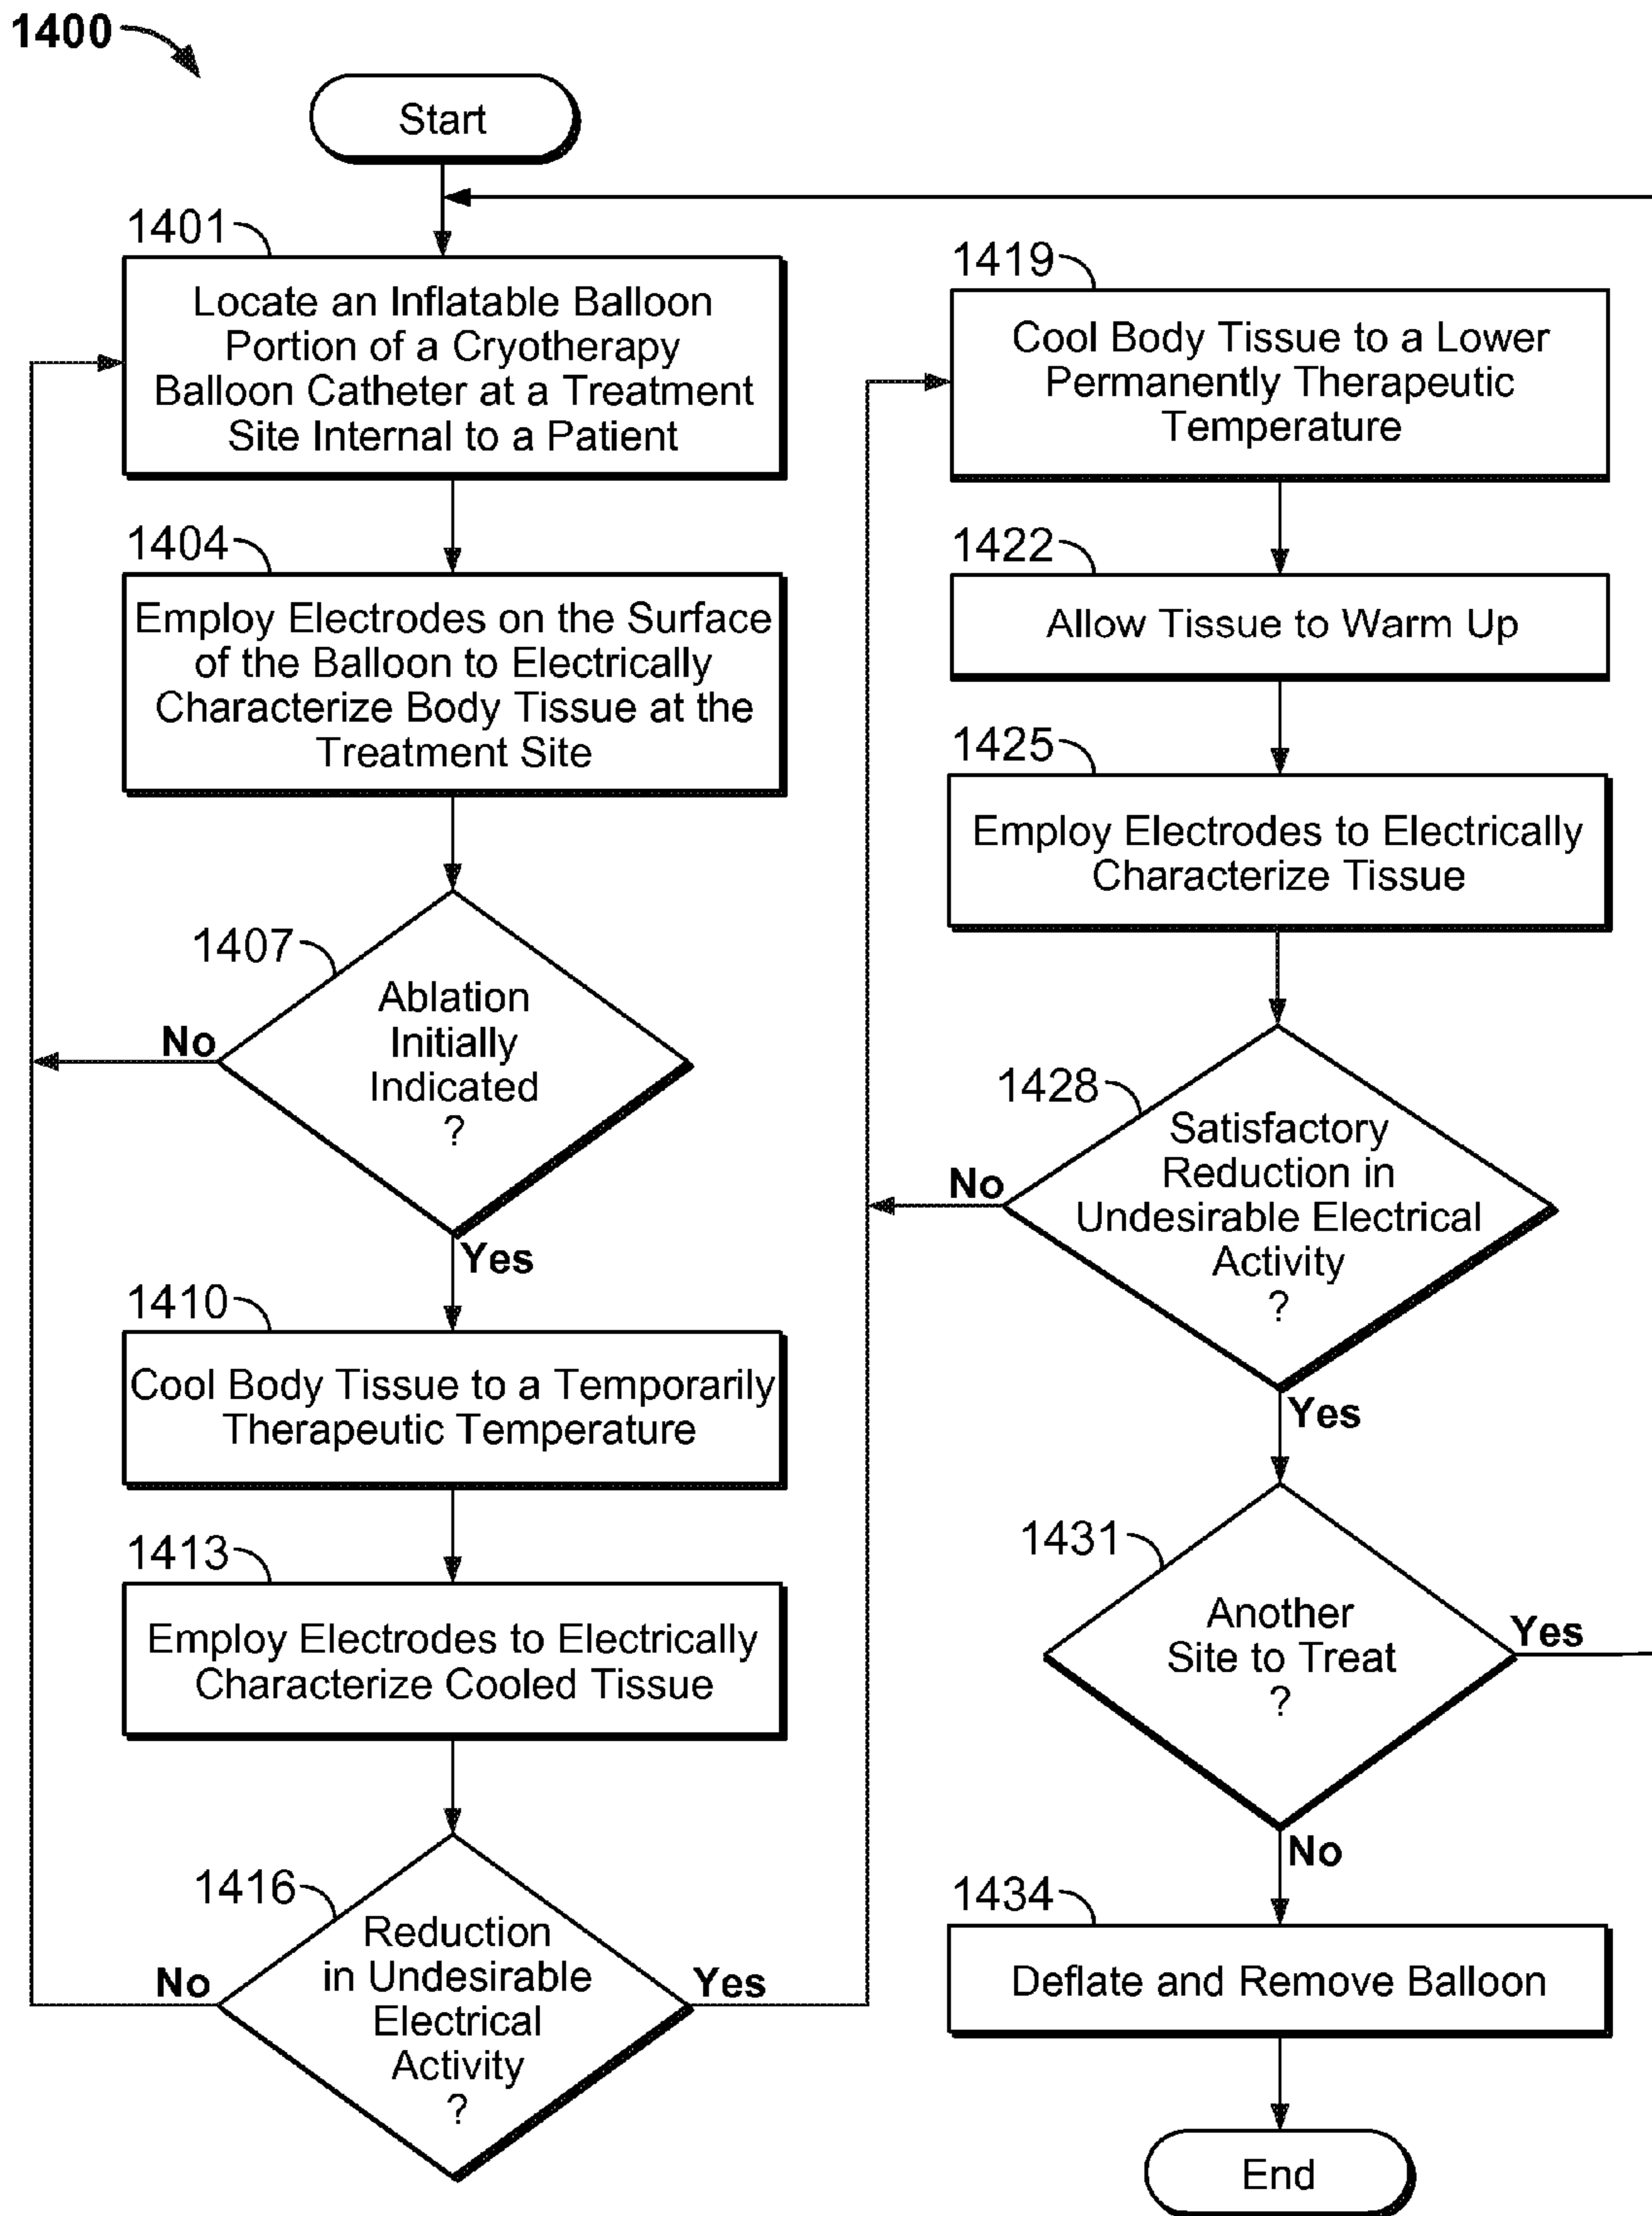 1400
Start
1401
Locate an Inflatable Balloon
Portion of a Cryotherapy
Balloon Catheter at a Treatment
Site Internal to a Patient
1404
Employ Electrodes on the Surface
of the Balloon to Electrically
Characterize Body Tissue at the
Treatment Site
1407
Ablation
Initially
Indicated
?
No
Yes
1410
Cool Body Tissue to a Temporarily
Therapeutic Temperature
1413
Employ Electrodes to Electrically
Characterize Cooled Tissue
1416
Reduction
in Undesirable
Electrical
Activity
?
No
Yes
1419
Cool Body Tissue to a Lower
Permanently Therapeutic
Temperature
1422
Allow Tissue to Warm Up
1425
Employ Electrodes to Electrically
Characterize Tissue
1428
Satisfactory
Reduction in
Undesirable Electrical
Activity
?
No
Yes
1431
Another
Site to Treat
?
Yes
No
1434
Deflate and Remove Balloon
End